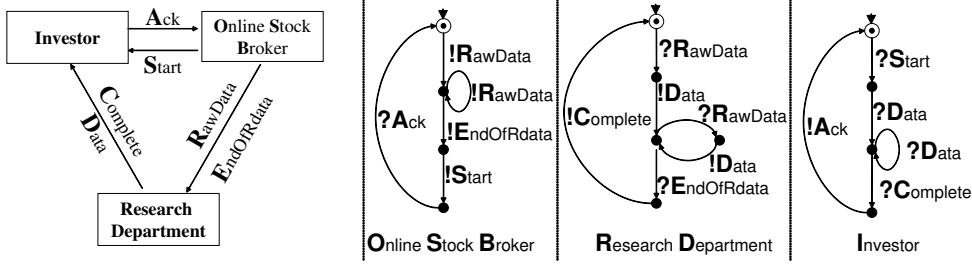 Ack
Investor
Online Stock
Broker
Start
Complete
Data
RawData
EndOfRdata
Research
Department
!RawData
!RawData
?Ack
!EndOfRdata
!Start
Online Stock Broker
?RawData
!Data
?RawData
!Complete
!Data
?EndOfRdata
Research Department
?Start
?Data
!Ack
?Data
?Complete
Investor